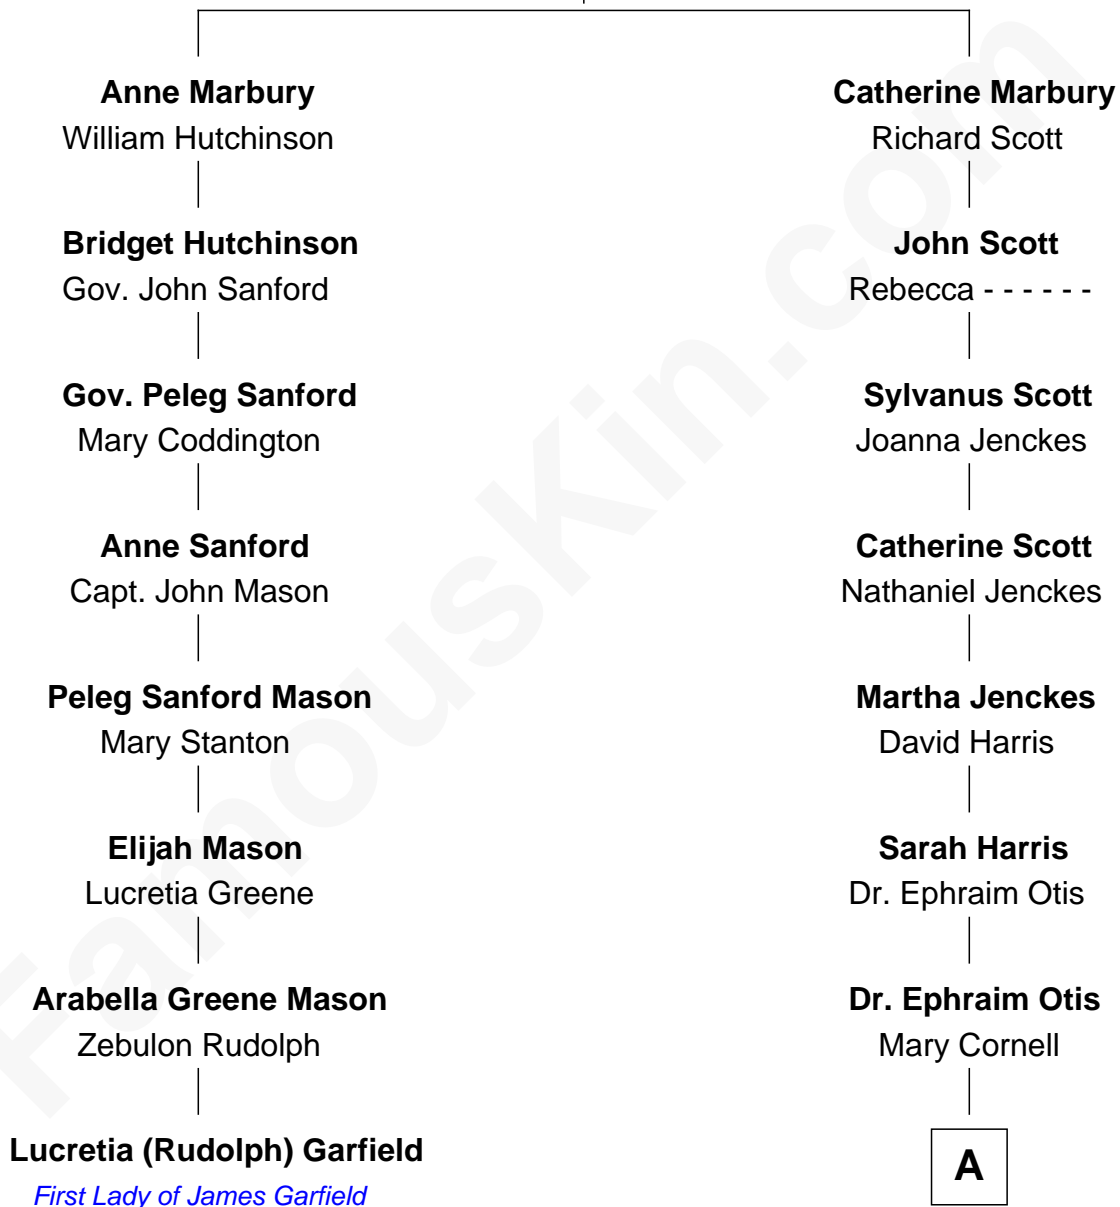 Anne Marbury
William Hutchinson
Catherine Marbury
Richard Scott
Bridget Hutchinson
Gov. John Sanford
John Scott
Rebecca - - - - - -
Gov. Peleg Sanford
Mary Coddington
Sylvanus Scott
Joanna Jenckes
Anne Sanford
Capt. John Mason
Catherine Scott
Nathaniel Jenckes
Peleg Sanford Mason
Mary Stanton
Martha Jenckes
David Harris
Elijah Mason
Lucretia Greene
Sarah Harris
Dr. Ephraim Otis
Arabella Greene Mason
Zebulon Rudolph
Dr. Ephraim Otis
Mary Cornell
Lucretia (Rudolph) Garfield
First Lady of James Garfield
A
FamousKin.com